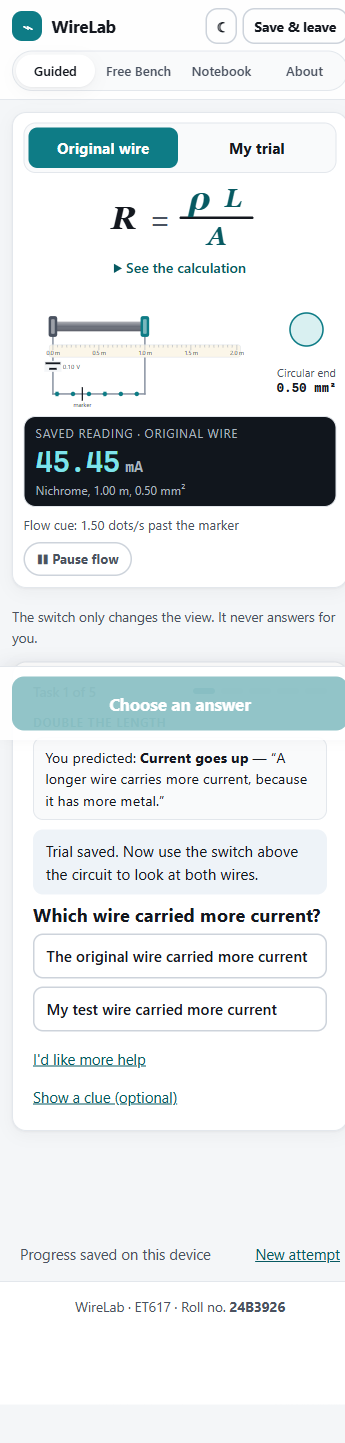 WireLab
Save & leave
Guided
Free Bench
Notebook
About
Original wire
My trial
R = ρ L / A
▶ See the calculation
0.0 m 0.5 m 1.0 m 1.5 m 2.0 m
0.10 V
marker
Circular end
0.50 mm²
SAVED READING · ORIGINAL WIRE
45.45 mA
Nichrome, 1.00 m, 0.50 mm²
Flow cue: 1.50 dots/s past the marker
Pause flow
The switch only changes the view. It never answers for
you.
Task 1 of 5
Choose an answer
DOUBLE THE LENGTH
You predicted: Current goes up — “A
longer wire carries more current, because
it has more metal.”
Trial saved. Now use the switch above
the circuit to look at both wires.
Which wire carried more current?
The original wire carried more current
My test wire carried more current
I'd like more help
Show a clue (optional)
Progress saved on this device
New attempt
WireLab · ET617 · Roll no. 24B3926